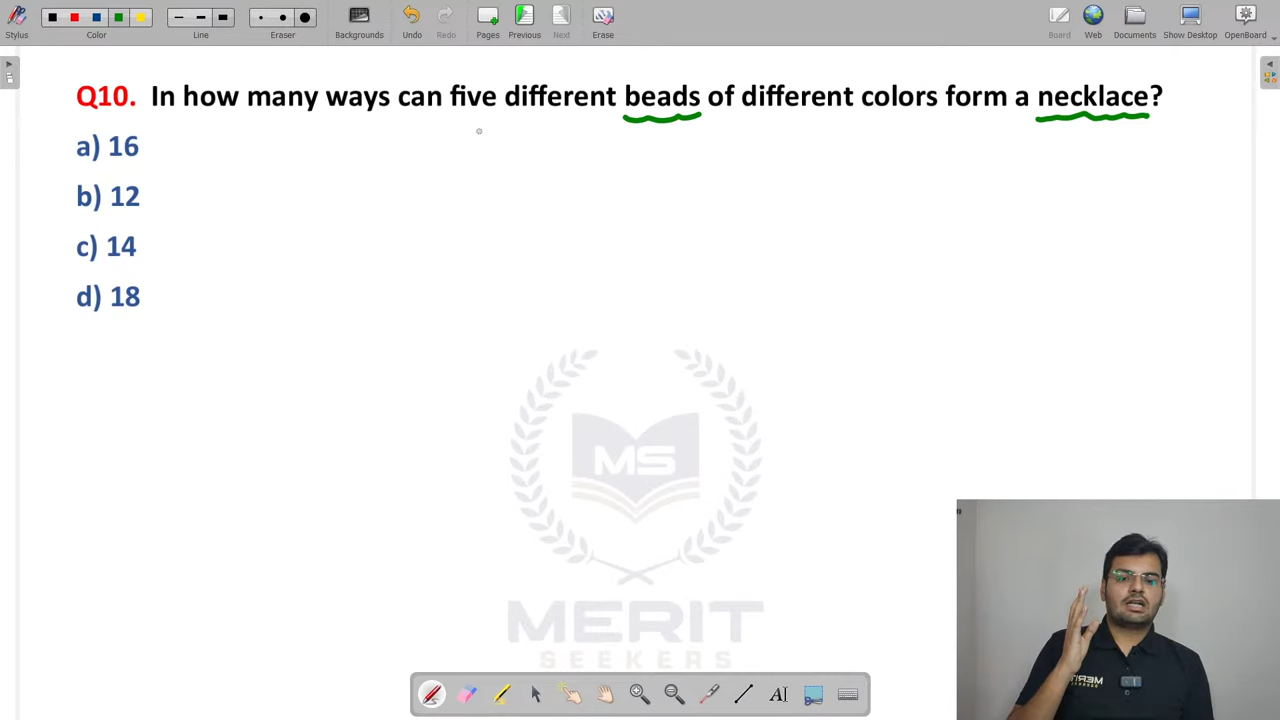 Stylus
Color
Line
Eraser
Backgrounds
Undo
Redo
Pages
Previous
Next
Erase
Board
Web
Documents
Show Desktop
OpenBoard
Q10. In how many ways can five different beads of different colors form a necklace?
a) 16
b) 12
c) 14
d) 18
MS
MERIT
SEEKERS
MERIT
AI